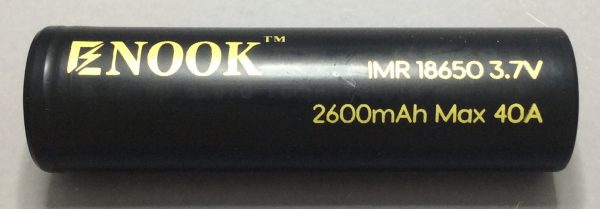 ENOOK™
IMR 18650 3.7V
2600mAh Max 40A